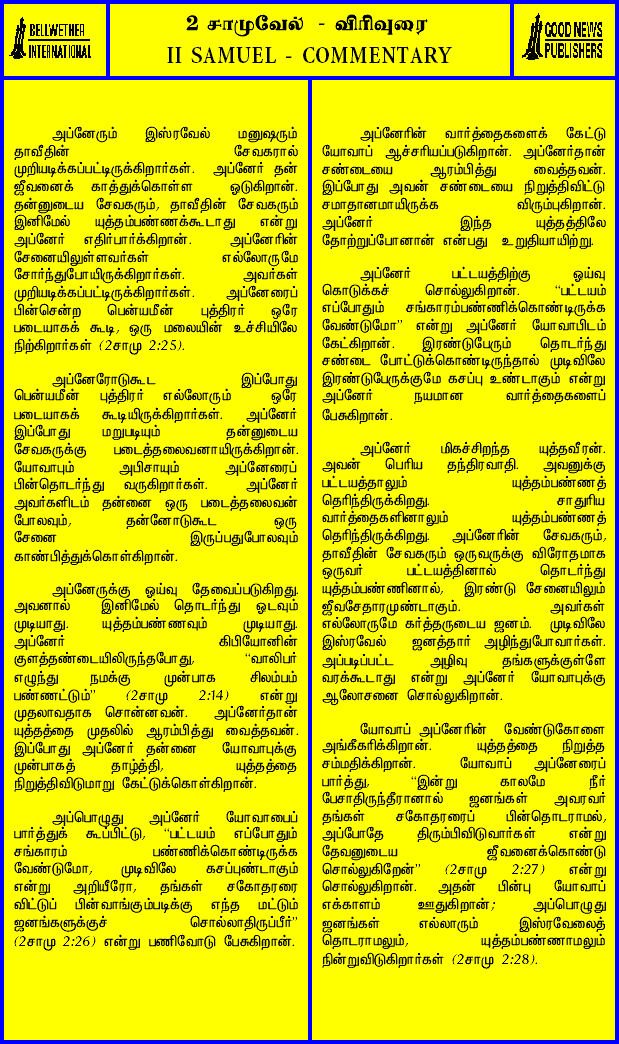 BELLWETHER
INTERNATIONAL
2 சாமுவேல் - விரிவுரை
II SAMUEL - COMMENTARY
GOOD NEWS
PUBLISHERS
அப்னேரும் இஸ்ரவேல் மனுஷரும்
தாவீதின் சேவகரால்
முறியடிக்கப்பட்டிருக்கிறார்கள். அப்னேர் தன்
ஜீவனைக் காத்துக்கொள்ள ஓடுகிறான்.
தன்னுடைய சேவகரும், தாவீதின் சேவகரும்
இனிமேல் யுத்தம்பண்ணக்கூடாது என்று
அப்னேர் எதிர்பார்க்கிறான். அப்னேரின்
சேனையிலுள்ளவர்கள் எல்லோருமே
சோர்ந்துபோயிருக்கிறார்கள். அவர்கள்
முறியடிக்கப்பட்டிருக்கிறார்கள். அப்னேரைப்
பின்சென்ற பென்யமீன் புத்திரர் ஒரே
படையாகக் கூடி, ஒரு மலையின் உச்சியிலே
நிற்கிறார்கள் (2சாமு 2:25).
அப்னேரோடுகூட இப்போது
பென்யமீன் புத்திரர் எல்லோரும் ஒரே
படையாகக் கூடியிருக்கிறார்கள். அப்னேர்
இப்போது மறுபடியும் தன்னுடைய
சேவகருக்கு படைத்தலைவனாயிருக்கிறான்.
யோவாபும் அபிசாயும் அப்னேரைப்
பின்தொடர்ந்து வருகிறார்கள். அப்னேர்
அவர்களிடம் தன்னை ஒரு படைத்தலைவன்
போலவும், தன்னோடுகூட ஒரு
சேனை இருப்பதுபோலவும்
காண்பித்துக்கொள்கிறான்.
அப்னேருக்கு ஓய்வு தேவைப்படுகிறது.
அவனால் இனிமேல் தொடர்ந்து ஓடவும்
முடியாது. யுத்தம்பண்ணவும் முடியாது.
அப்னேர் கிபியோனின்
குளத்தண்டையிலிருந்தபோது, “வாலிபர்
எழுந்து நமக்கு முன்பாக சிலம்பம்
பண்ணட்டும்” (2சாமு 2:14) என்று
முதலாவதாக சொன்னவன். அப்னேர்தான்
யுத்தத்தை முதலில் ஆரம்பித்து வைத்தவன்.
இப்போது அப்னேர் தன்னை யோவாபுக்கு
முன்பாகத் தாழ்த்தி, யுத்தத்தை
நிறுத்திவிடுமாறு கேட்டுக்கொள்கிறான்.
அப்பொழுது அப்னேர் யோவாபைப்
பார்த்துக் கூப்பிட்டு, “பட்டயம் எப்போதும்
சங்காரம் பண்ணிக்கொண்டிருக்க
வேண்டுமோ, முடிவிலே கசப்புண்டாகும்
என்று அறியீரோ, தங்கள் சகோதரரை
விட்டுப் பின்வாங்கும்படிக்கு எந்த மட்டும்
ஜனங்களுக்குச் சொல்லாதிருப்பீர்”
(2சாமு 2:26) என்று பணிவோடு பேசுகிறான்.
அப்னேரின் வார்த்தைகளைக் கேட்டு
யோவாப் ஆச்சரியப்படுகிறான். அப்னேர்தான்
சண்டையை ஆரம்பித்து வைத்தவன்.
இப்போது அவன் சண்டையை நிறுத்திவிட்டு
சமாதானமாயிருக்க விரும்புகிறான்.
அப்னேர் இந்த யுத்தத்திலே
தோற்றுப்போனான் என்பது உறுதியாயிற்று.
அப்னேர் பட்டயத்திற்கு ஓய்வு
கொடுக்கச் சொல்லுகிறான். “பட்டயம்
எப்போதும் சங்காரம்பண்ணிக்கொண்டிருக்க
வேண்டுமோ” என்று அப்னேர் யோவாபிடம்
கேட்கிறான். இரண்டுபேரும் தொடர்ந்து
சண்டை போட்டுக்கொண்டிருந்தால் முடிவிலே
இரண்டுபேருக்குமே கசப்பு உண்டாகும் என்று
அப்னேர் நயமான வார்த்தைகளைப்
பேசுகிறான்.
அப்னேர் மிகச்சிறந்த யுத்தவீரன்.
அவன் பெரிய தந்திரவாதி. அவனுக்கு
பட்டயத்தாலும் யுத்தம்பண்ணத்
தெரிந்திருக்கிறது. சாதுரிய
வார்த்தைகளினாலும் யுத்தம்பண்ணத்
தெரிந்திருக்கிறது. அப்னேரின் சேவகரும்,
தாவீதின் சேவகரும் ஒருவருக்கு விரோதமாக
ஒருவர் பட்டயத்தினால் தொடர்ந்து
யுத்தம்பண்ணினால், இரண்டு சேனையிலும்
ஜீவசேதாரமுண்டாகும். அவர்கள்
எல்லோருமே கர்த்தருடைய ஜனம். முடிவிலே
இஸ்ரவேல் ஜனத்தார் அழிந்துபோவார்கள்.
அப்படிப்பட்ட அழிவு தங்களுக்குள்ளே
வரக்கூடாது என்று அப்னேர் யோவாபுக்கு
ஆலோசனை சொல்லுகிறான்.
யோவாப் அப்னேரின் வேண்டுகோளை
அங்கீகரிக்கிறான். யுத்தத்தை நிறுத்த
சம்மதிக்கிறான். யோவாப் அப்னேரைப்
பார்த்து, “இன்று காலமே நீர்
பேசாதிருந்தீரானால் ஜனங்கள் அவரவர்
தங்கள் சகோதரரைப் பின்தொடராமல்,
அப்போதே திரும்பிவிடுவார்கள் என்று
தேவனுடைய ஜீவனைக்கொண்டு
சொல்லுகிறேன்” (2சாமு 2:27) என்று
சொல்லுகிறான். அதன் பின்பு யோவாப்
எக்காளம் ஊதுகிறான்; அப்பொழுது
ஜனங்கள் எல்லாரும் இஸ்ரவேலைத்
தொடராமலும், யுத்தம்பண்ணாமலும்
நின்றுவிடுகிறார்கள் (2சாமு 2:28).